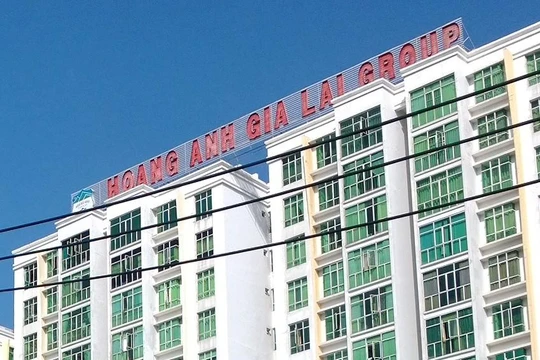 HOANG ANH GIA LAI GROUP